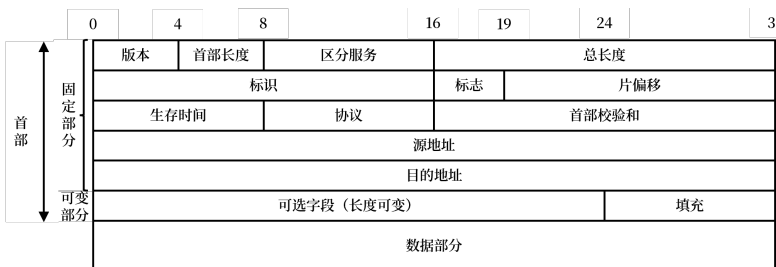 0 4 8 16 19 24 3
版本 首部长度 区分服务 总长度
标识 标志 片偏移
生存时间 协议 首部校验和
源地址
目的地址
可选字段（长度可变） 填充
数据部分
首部
固定部分
可变部分